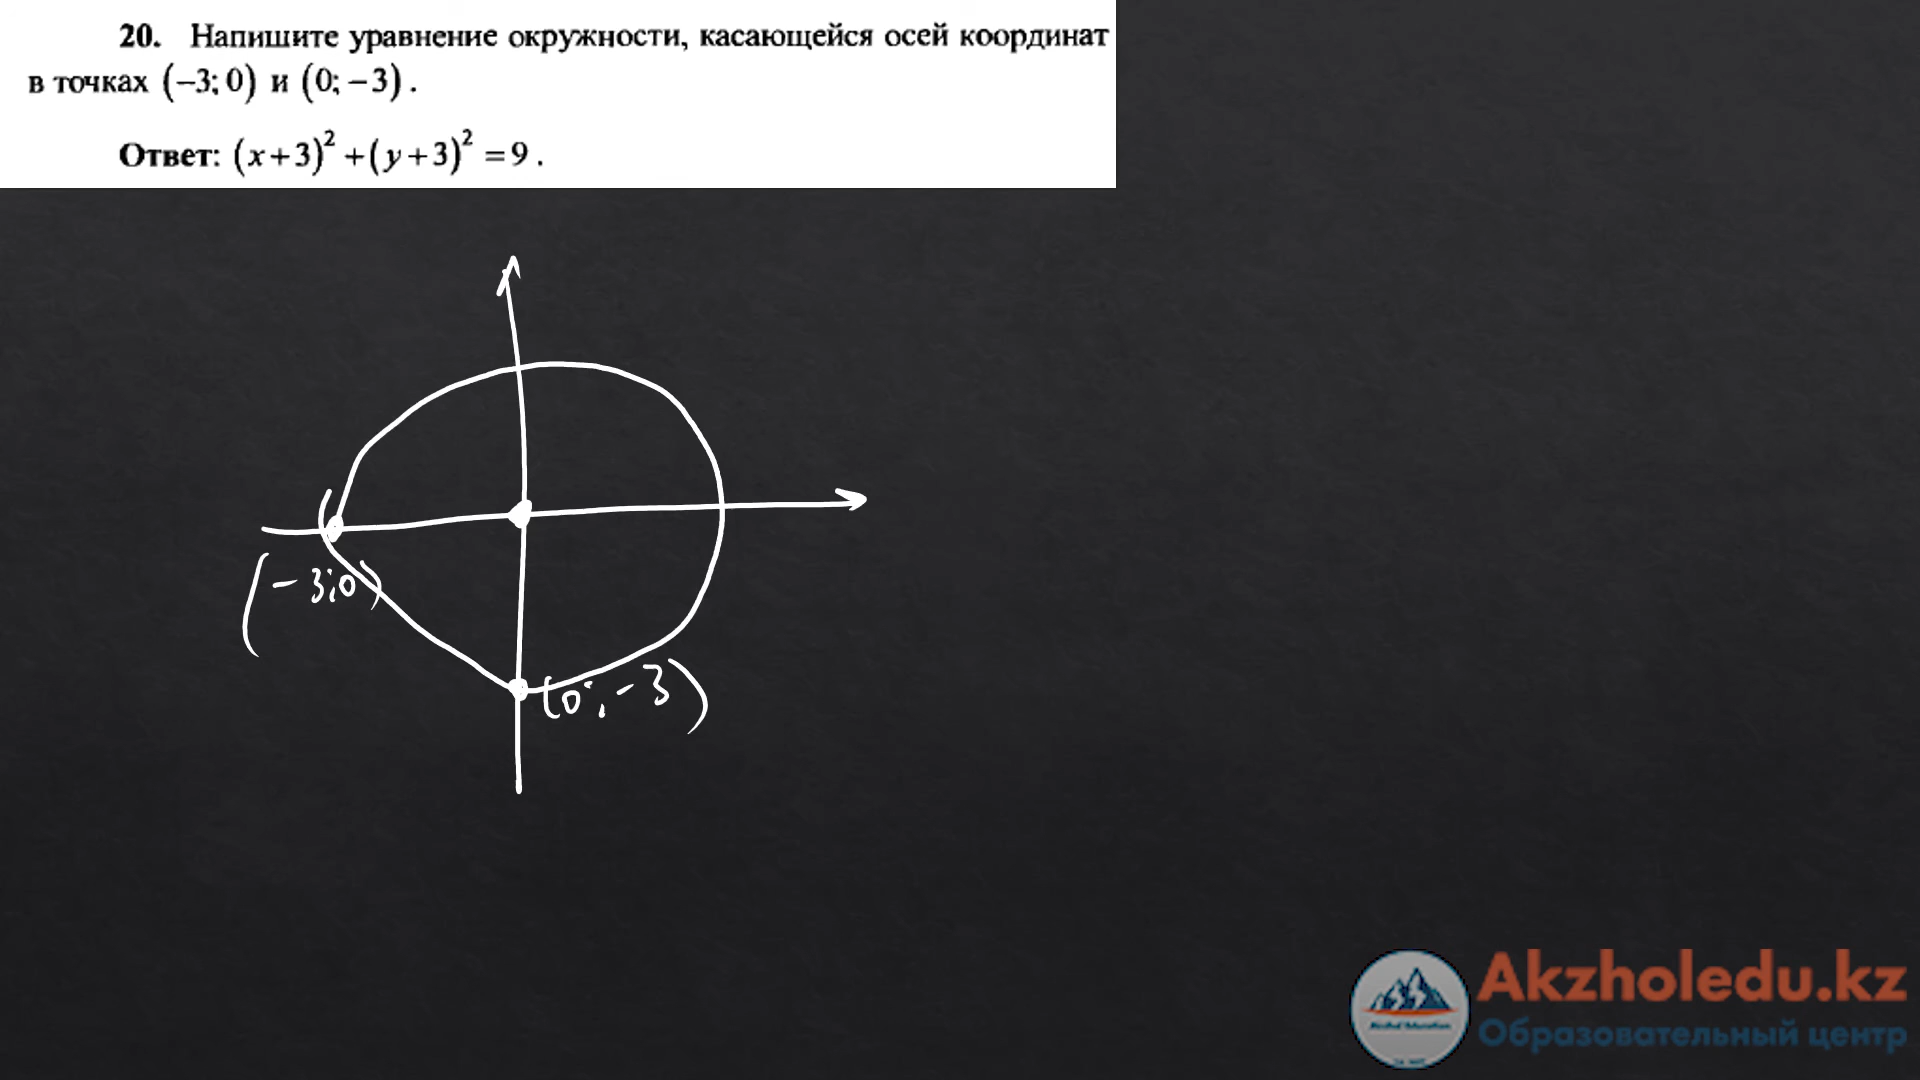 20. Напишите уравнение окружности, касающейся осей координат
в точках (–3; 0) и (0; –3).
Ответ: (x+3)² + (y+3)² = 9.
(-3;0)
(0;-3)
Akzholedu.kz
Образовательный центр